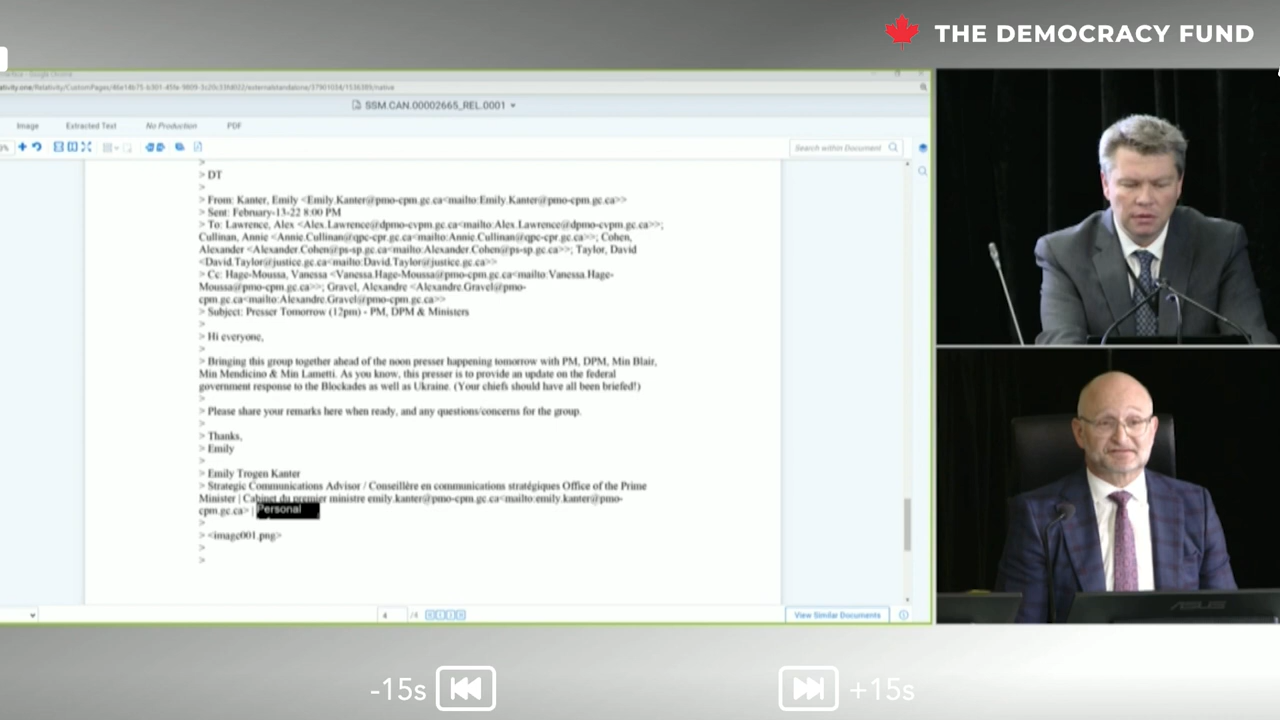 THE DEMOCRACY FUND
SSM.CAN.00002665_REL.0001
Image
Extracted Text
No Production
PDF
Search within Document
>
> DT
>
> From: Kanter, Emily <Emily.Kanter@pmo-cpm.gc.ca<mailto:Emily.Kanter@pmo-cpm.gc.ca>>
> Sent: February-13-22 8:00 PM
> To: Lawrence, Alex <Alex.Lawrence@dpmo-cvpm.gc.ca<mailto:Alex.Lawrence@dpmo-cvpm.gc.ca>>;
Cullinan, Annie <Annie.Cullinan@qpc-cpr.gc.ca<mailto:Annie.Cullinan@qpc-cpr.gc.ca>>; Cohen,
Alexander <Alexander.Cohen@ps-sp.gc.ca<mailto:Alexander.Cohen@ps-sp.gc.ca>>; Taylor, David
<David.Taylor@justice.gc.ca<mailto:David.Taylor@justice.gc.ca>>
> Cc: Hage-Moussa, Vanessa <Vanessa.Hage-Moussa@pmo-cpm.gc.ca<mailto:Vanessa.Hage-
Moussa@pmo-cpm.gc.ca>>; Gravel, Alexandre <Alexandre.Gravel@pmo-
cpm.gc.ca<mailto:Alexandre.Gravel@pmo-cpm.gc.ca>>
> Subject: Presser Tomorrow (12pm) - PM, DPM & Ministers
>
> Hi everyone,
>
> Bringing this group together ahead of the noon presser happening tomorrow with PM, DPM, Min Blair,
Min Mendicino & Min Lametti. As you know, this presser is to provide an update on the federal
government response to the Blockades as well as Ukraine. (Your chiefs should have all been briefed!)
>
> Please share your remarks here when ready, and any questions/concerns for the group.
>
> Thanks,
> Emily
>
> Emily Trogen Kanter
> Strategic Communications Advisor / Conseillère en communications stratégiques Office of the Prime
Minister | Cabinet du premier ministre emily.kanter@pmo-cpm.gc.ca<mailto:emily.kanter@pmo-
cpm.gc.ca> | Personal
>
> <image001.png>
>
>
4 /4
View Similar Documents
ASUS
-15s
+15s